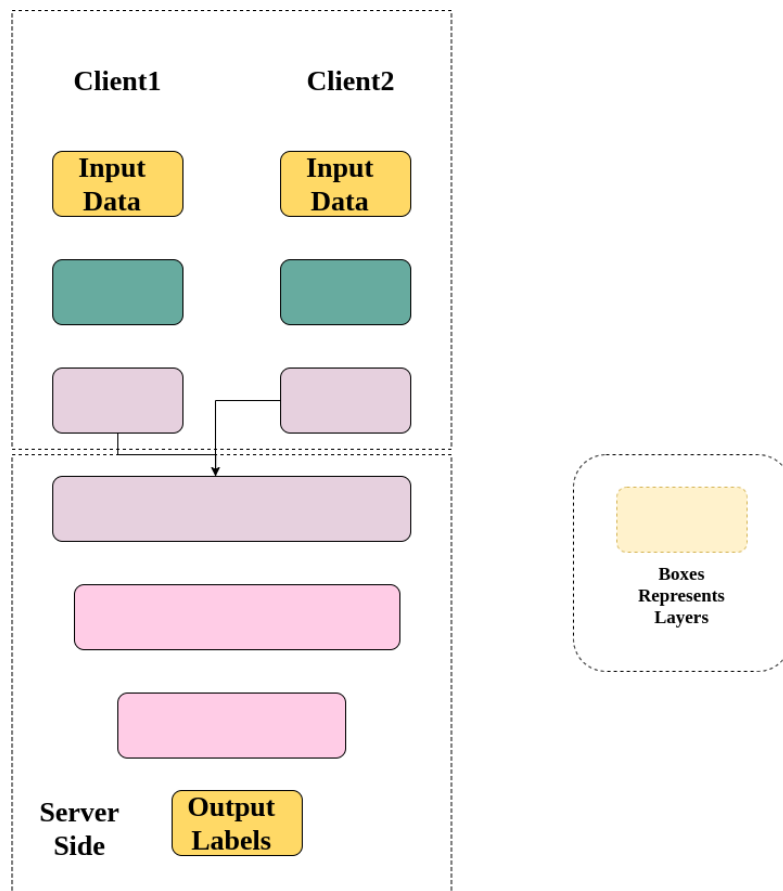 Client1
Client2
Input
Data
Input
Data
Boxes
Represents
Layers
Server
Side
Output
Labels